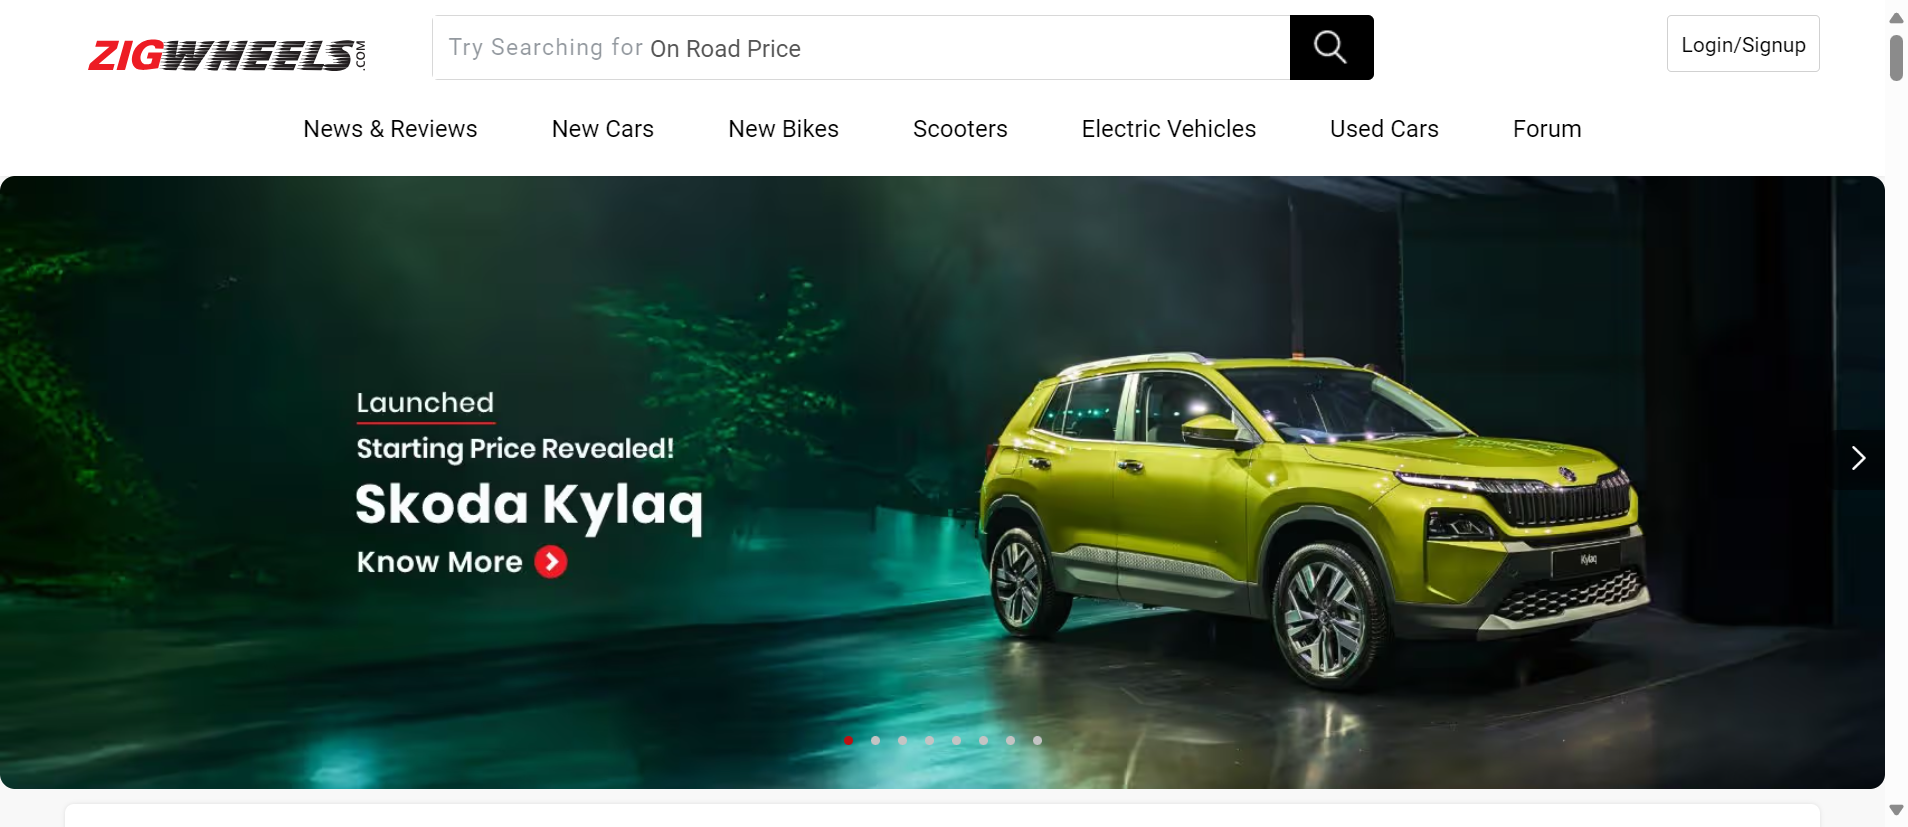 ZIGWHEELS.COM
Try Searching for On Road Price
Login/Signup
News & Reviews
New Cars
New Bikes
Scooters
Electric Vehicles
Used Cars
Forum
Launched
Starting Price Revealed!
Skoda Kylaq
Know More
Kylaq